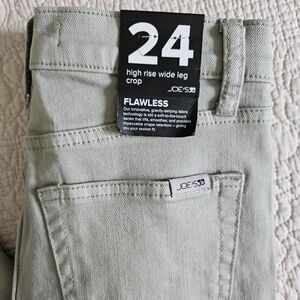 24
high rise wide leg
crop
JOE'S
FLAWLESS
Our innovative, gravity-defying fabric
technology is still a soft-to-the-touch
denim that lifts, smooths, and provides
impeccable shape retention – giving
you your sexiest fit.
JOE'S